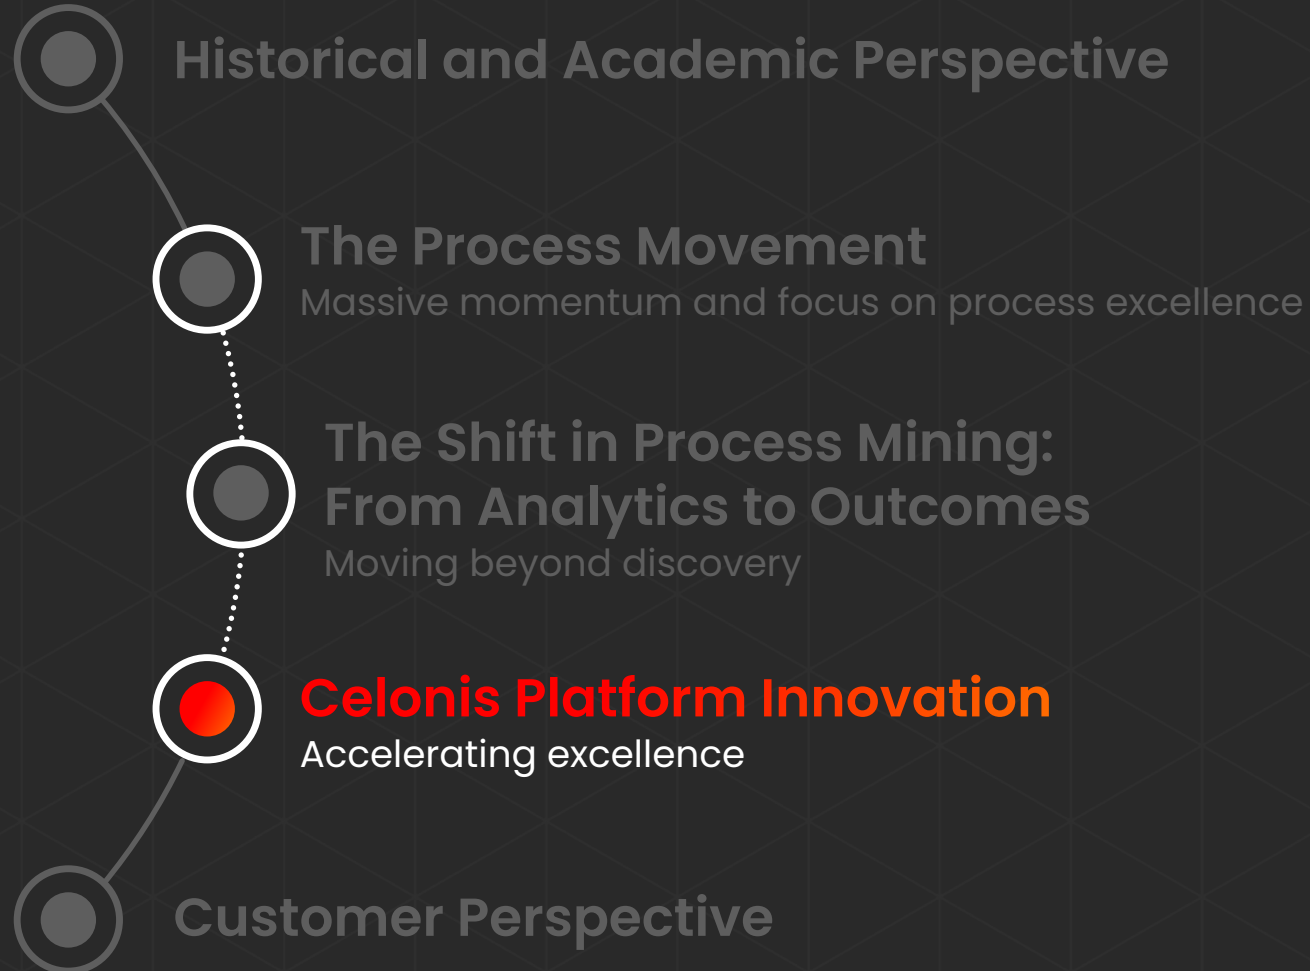 Historical and Academic Perspective
The Process Movement
Massive momentum and focus on process excellence
The Shift in Process Mining:
From Analytics to Outcomes
Moving beyond discovery
Celonis Platform Innovation
Accelerating excellence
Customer Perspective